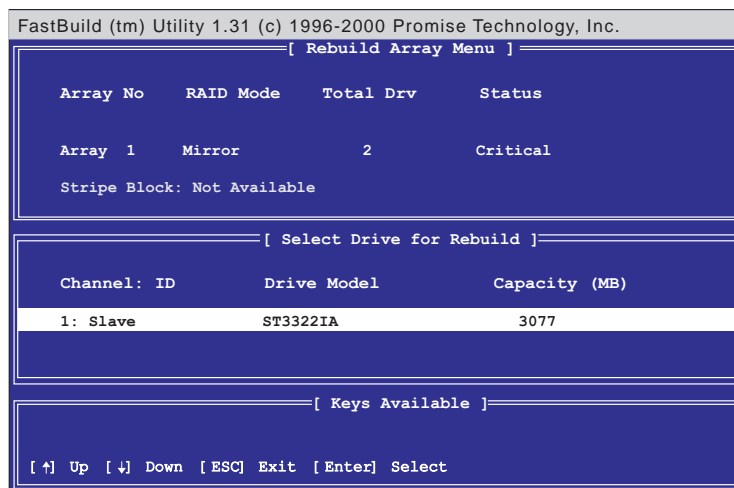 FastBuild (tm) Utility 1.31 (c) 1996-2000 Promise Technology, Inc.
[ Rebuild Array Menu ]
Array No RAID Mode Total Drv Status
Array 1 Mirror 2 Critical
Stripe Block: Not Available
[ Select Drive for Rebuild ]
Channel: ID Drive Model Capacity (MB)
1: Slave ST3322IA 3077
[ Keys Available ]
[↑] Up [↓] Down [ESC] Exit [Enter] Select